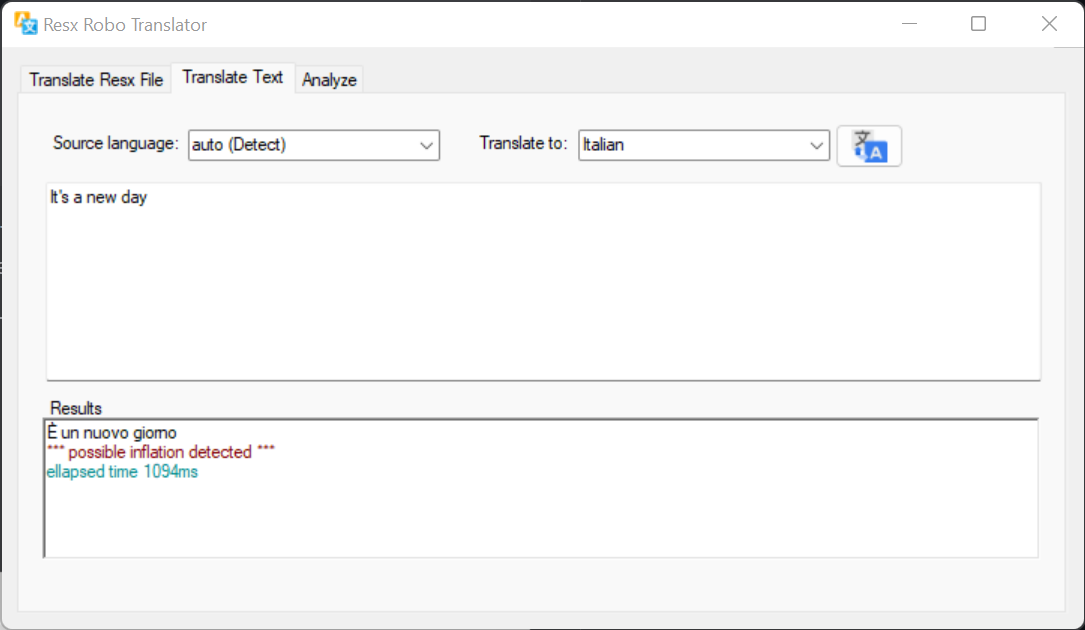 Resx Robo Translator
Translate Resx File Translate Text Analyze
Source language: auto (Detect) Translate to: Italian
It's a new day
Results
È un nuovo giorno
*** possible inflation detected ***
ellapsed time 1094ms